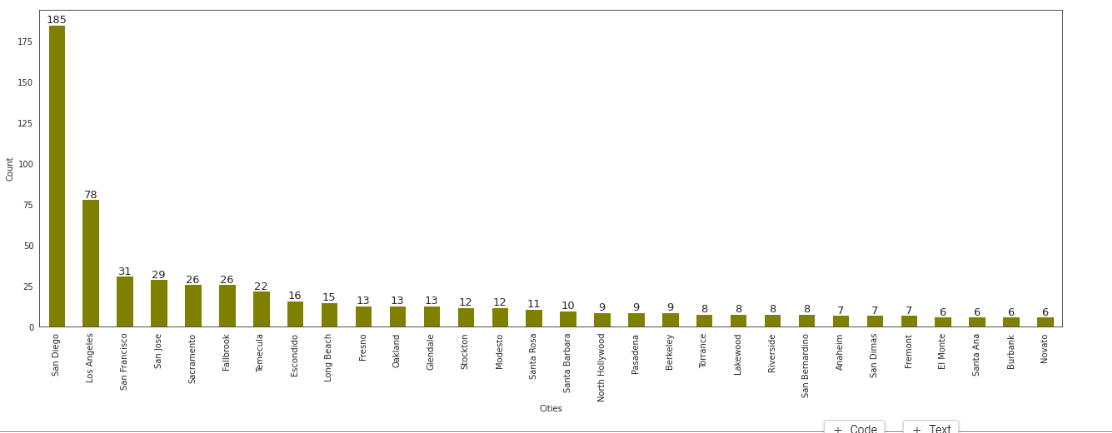 185
175
150
125
100
75
50
25
0
Count
78
31
29
26
26
22
16
15
13
13
13
12
12
11
10
9
9
9
8
8
8
8
7
7
7
6
6
6
6
San Diego
Los Angeles
San Francisco
San Jose
Sacramento
Fallbrook
Temecula
Escondido
Long Beach
Fresno
Oakland
Glendale
Stockton
Modesto
Santa Rosa
Santa Barbara
North Hollywood
Pasadena
Berkeley
Torrance
Lakewood
Riverside
San Bernardino
Anaheim
San Dimas
Fremont
El Monte
Santa Ana
Burbank
Novato
Cities
+ Code
+ Text